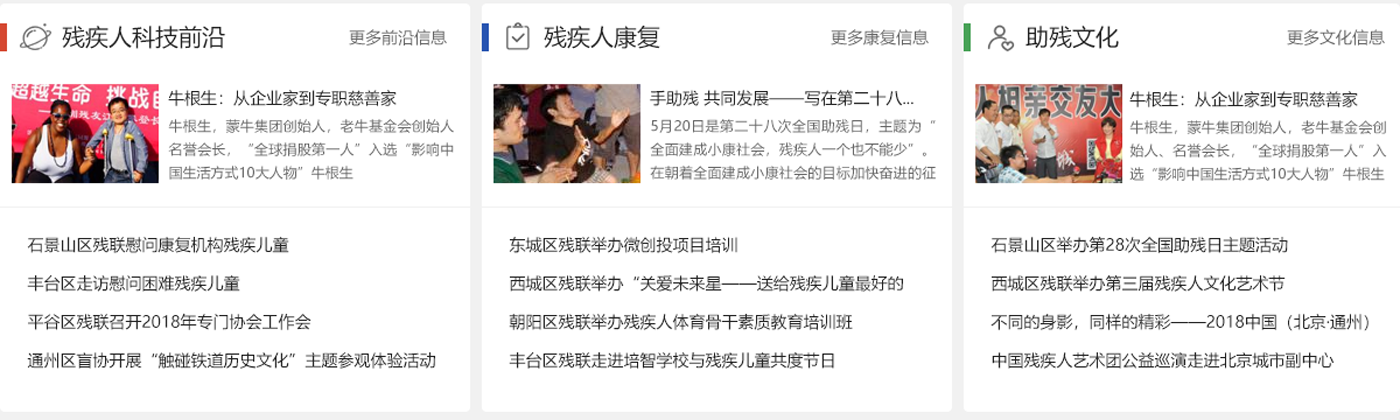 残疾人科技前沿
更多前沿信息
超越生命 挑战自
牛根生：从企业家到专职慈善家
牛根生，蒙牛集团创始人，老牛基金会创始人
名誉会长，“全球捐股第一人”入选“影响中
国生活方式10大人物”牛根生
石景山区残联慰问康复机构残疾儿童
丰台区走访慰问困难残疾儿童
平谷区残联召开2018年专门协会工作会
通州区盲协开展“触碰铁道历史文化”主题参观体验活动
残疾人康复
更多康复信息
手助残 共同发展——写在第二十八...
5月20日是第二十八次全国助残日，主题为“
全面建成小康社会，残疾人一个也不能少”。
在朝着全面建成小康社会的目标加快奋进的征
东城区残联举办微创投项目培训
西城区残联举办“关爱未来星——送给残疾儿童最好的
朝阳区残联举办残疾人体育骨干素质教育培训班
丰台区残联走进培智学校与残疾儿童共度节日
助残文化
更多文化信息
人相亲交友大
牛根生：从企业家到专职慈善家
牛根生，蒙牛集团创始人，老牛基金会创
始人、名誉会长，“全球捐股第一人”入
选“影响中国生活方式10大人物”牛根生
石景山区举办第28次全国助残日主题活动
西城区残联举办第三届残疾人文化艺术节
不同的身影，同样的精彩——2018中国（北京·通州）
中国残疾人艺术团公益巡演走进北京城市副中心